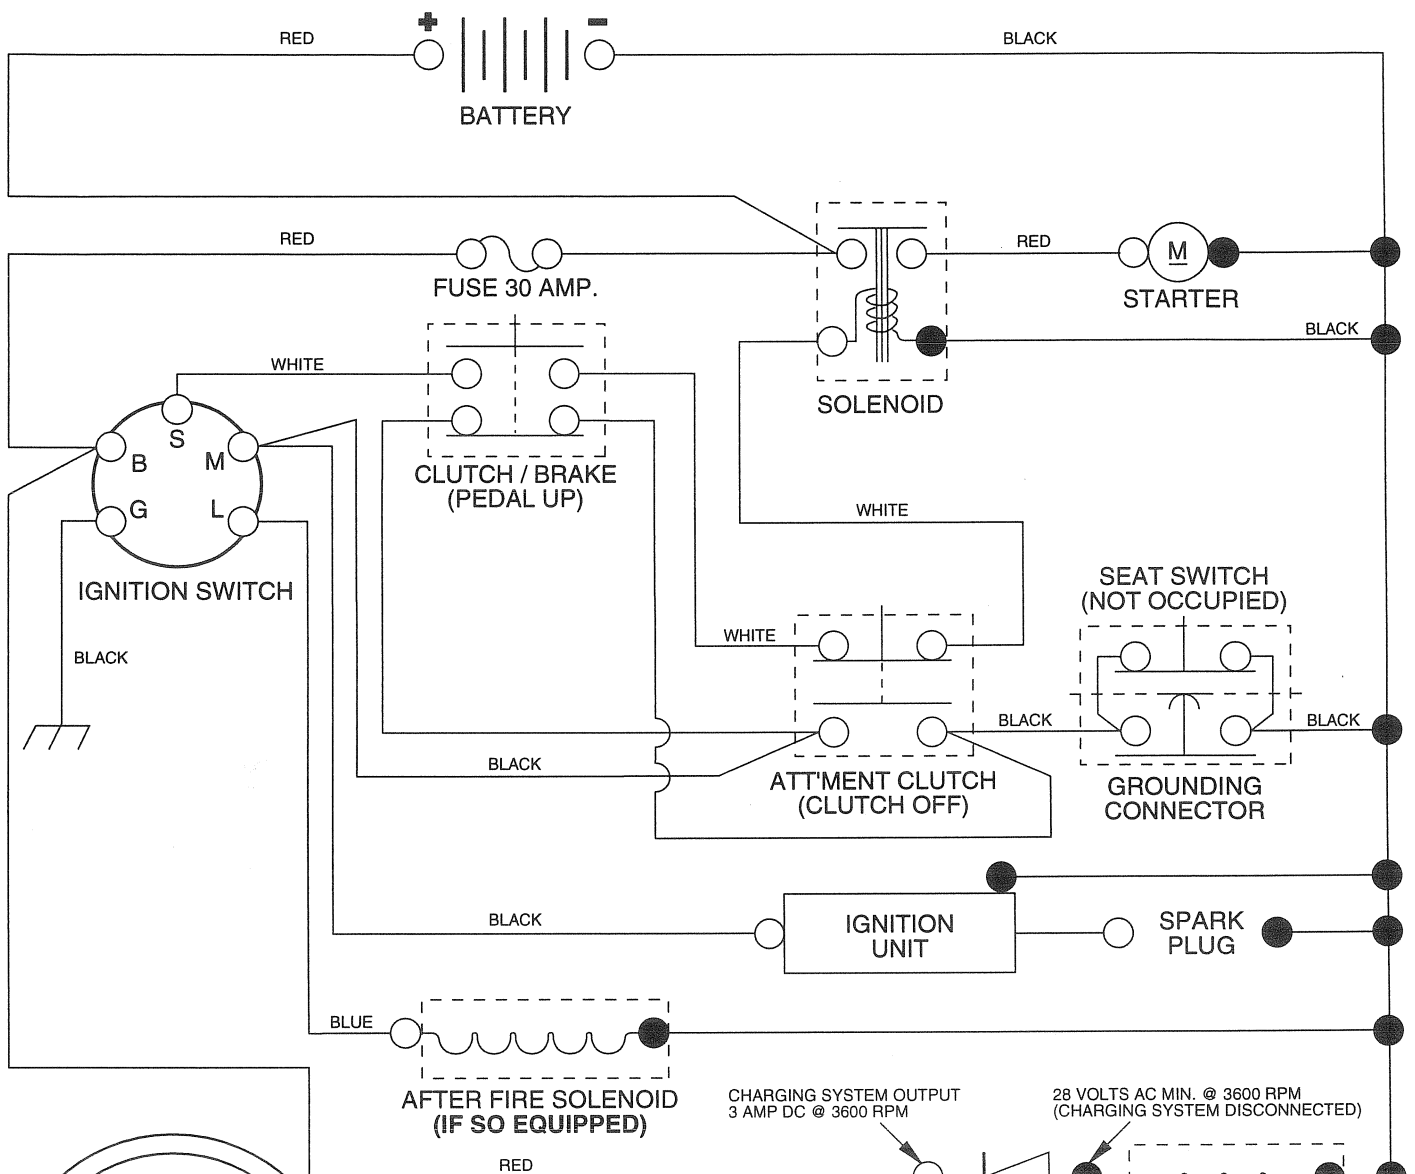 + −
RED
BLACK
BATTERY
RED
RED
M
FUSE 30 AMP.
STARTER
BLACK
WHITE
SOLENOID
S
B
M
G
L
CLUTCH / BRAKE
(PEDAL UP)
WHITE
IGNITION SWITCH
SEAT SWITCH
(NOT OCCUPIED)
WHITE
BLACK
BLACK
BLACK
BLACK
ATT'MENT CLUTCH
(CLUTCH OFF)
GROUNDING
CONNECTOR
BLACK
IGNITION
UNIT
SPARK
PLUG
BLUE
AFTER FIRE SOLENOID
(IF SO EQUIPPED)
CHARGING SYSTEM OUTPUT
3 AMP DC @ 3600 RPM
28 VOLTS AC MIN. @ 3600 RPM
(CHARGING SYSTEM DISCONNECTED)
RED